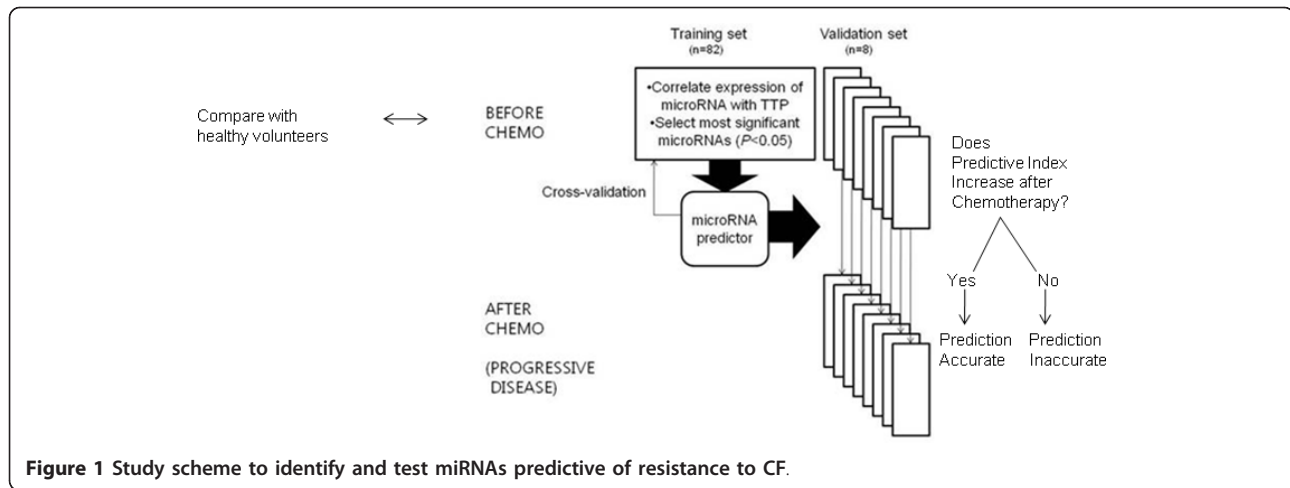 Training set
(n=82)
Validation set
(n=8)
•Correlate expression of
microRNA with TTP
•Select most significant
microRNAs (P<0.05)
Compare with
healthy volunteers
BEFORE
CHEMO
Cross-validation
microRNA
predictor
Does
Predictive Index
Increase after
Chemotherapy?
Yes
No
Prediction
Accurate
Prediction
Inaccurate
AFTER
CHEMO
(PROGRESSIVE
DISEASE)
Figure 1 Study scheme to identify and test miRNAs predictive of resistance to CF.